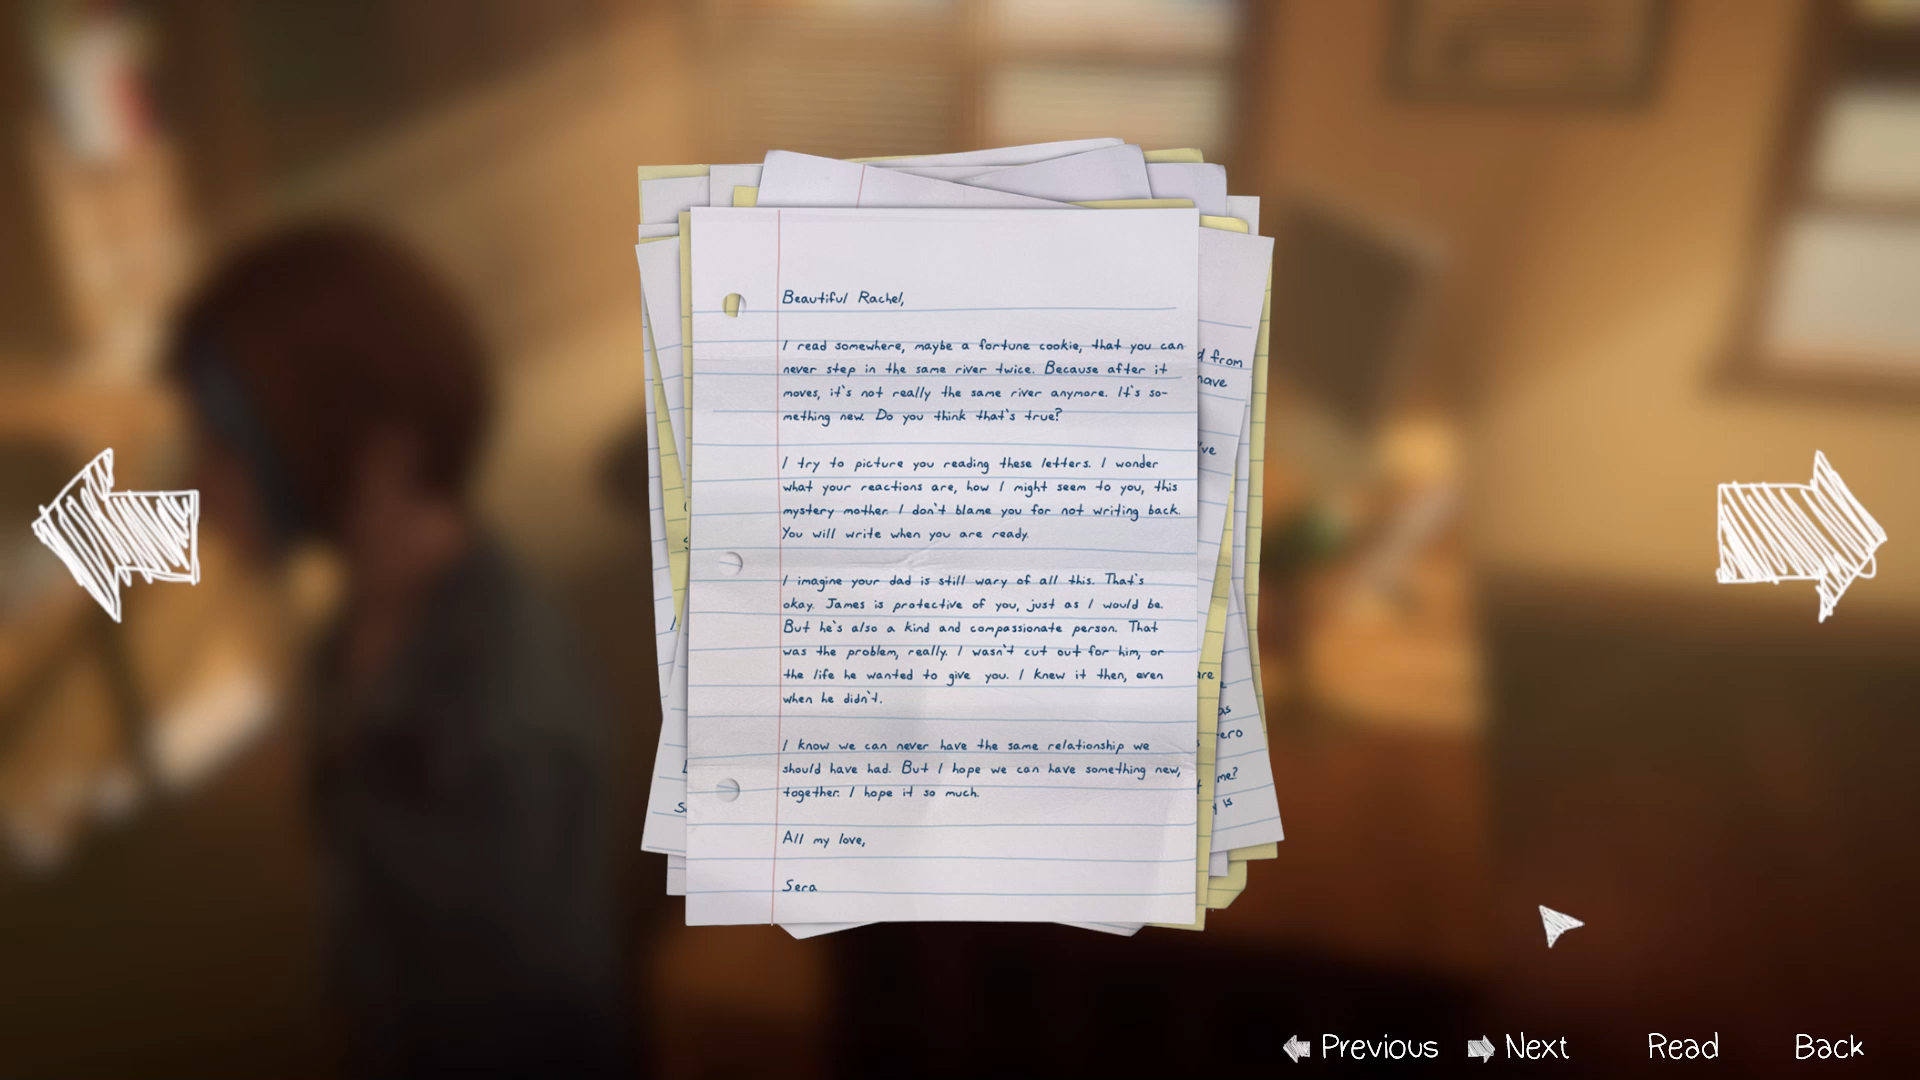 Beautiful Rachel,
I read somewhere, maybe a fortune cookie, that you can
never step in the same river twice. Because after it
moves, it's not really the same river anymore. It's so-
mething new. Do you think that's true?
I try to picture you reading these letters. I wonder
what your reactions are, how I might seem to you, this
mystery mother. I don't blame you for not writing back.
You will write when you are ready.
I imagine your dad is still wary of all this. That's
okay. James is protective of you, just as I would be.
But he's also a kind and compassionate person. That
was the problem, really. I wasn't cut out for him, or
the life he wanted to give you. I knew it then, even
when he didn't.
I know we can never have the same relationship we
should have had. But I hope we can have something new,
together. I hope it so much.
All my love,
Sera
from
have
've
are
as
ero
me?
is
Previous
Next
Read
Back